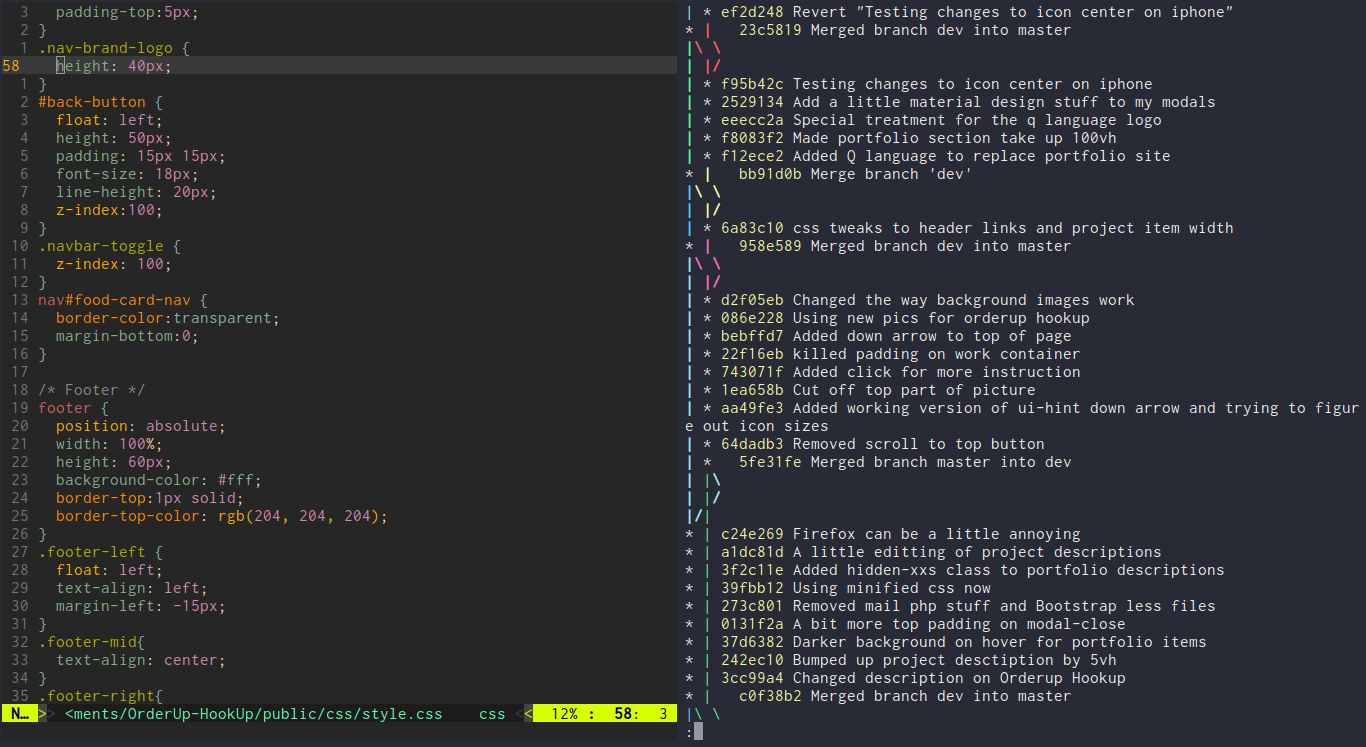 3   padding-top:5px;
2 }
1 .nav-brand-logo {
58    height: 40px;
1 }
2 #back-button {
3   float: left;
4   height: 50px;
5   padding: 15px 15px;
6   font-size: 18px;
7   line-height: 20px;
8   z-index:100;
9 }
10 .navbar-toggle {
11   z-index: 100;
12 }
13 nav#food-card-nav {
14   border-color:transparent;
15   margin-bottom:0;
16 }
17
18 /* Footer */
19 footer {
20   position: absolute;
21   width: 100%;
22   height: 60px;
23   background-color: #fff;
24   border-top:1px solid;
25   border-top-color: rgb(204, 204, 204);
26 }
27 .footer-left {
28   float: left;
29   text-align: left;
30   margin-left: -15px;
31 }
32 .footer-mid{
33   text-align: center;
34 }
35 .footer-right{
N… >> <ments/OrderUp-HookUp/public/css/style.css    css << 12% :  58:  3
| * ef2d248 Revert "Testing changes to icon center on iphone"
* |   23c5819 Merged branch dev into master
|\ \
| |/
| * f95b42c Testing changes to icon center on iphone
| * 2529134 Add a little material design stuff to my modals
| * eeecc2a Special treatment for the q language logo
| * f8083f2 Made portfolio section take up 100vh
| * f12ece2 Added Q language to replace portfolio site
* |   bb91d0b Merge branch 'dev'
|\ \
| |/
| * 6a83c10 css tweaks to header links and project item width
* |   958e589 Merged branch dev into master
|\ \
| |/
| * d2f05eb Changed the way background images work
| * 086e228 Using new pics for orderup hookup
| * bebffd7 Added down arrow to top of page
| * 22f16eb killed padding on work container
| * 743071f Added click for more instruction
| * 1ea658b Cut off top part of picture
| * aa49fe3 Added working version of ui-hint down arrow and trying to figur
e out icon sizes
| * 64dadb3 Removed scroll to top button
| *   5fe31fe Merged branch master into dev
| |\
| |/
|/|
* | c24e269 Firefox can be a little annoying
* | a1dc81d A little editting of project descriptions
* | 3f2c11e Added hidden-xxs class to portfolio descriptions
* | 39fbb12 Using minified css now
* | 273c801 Removed mail php stuff and Bootstrap less files
* | 0131f2a A bit more top padding on modal-close
* | 37d6382 Darker background on hover for portfolio items
* | 242ec10 Bumped up project desctiption by 5vh
* | 3cc99a4 Changed description on Orderup Hookup
* |   c0f38b2 Merged branch dev into master
|\ \
: